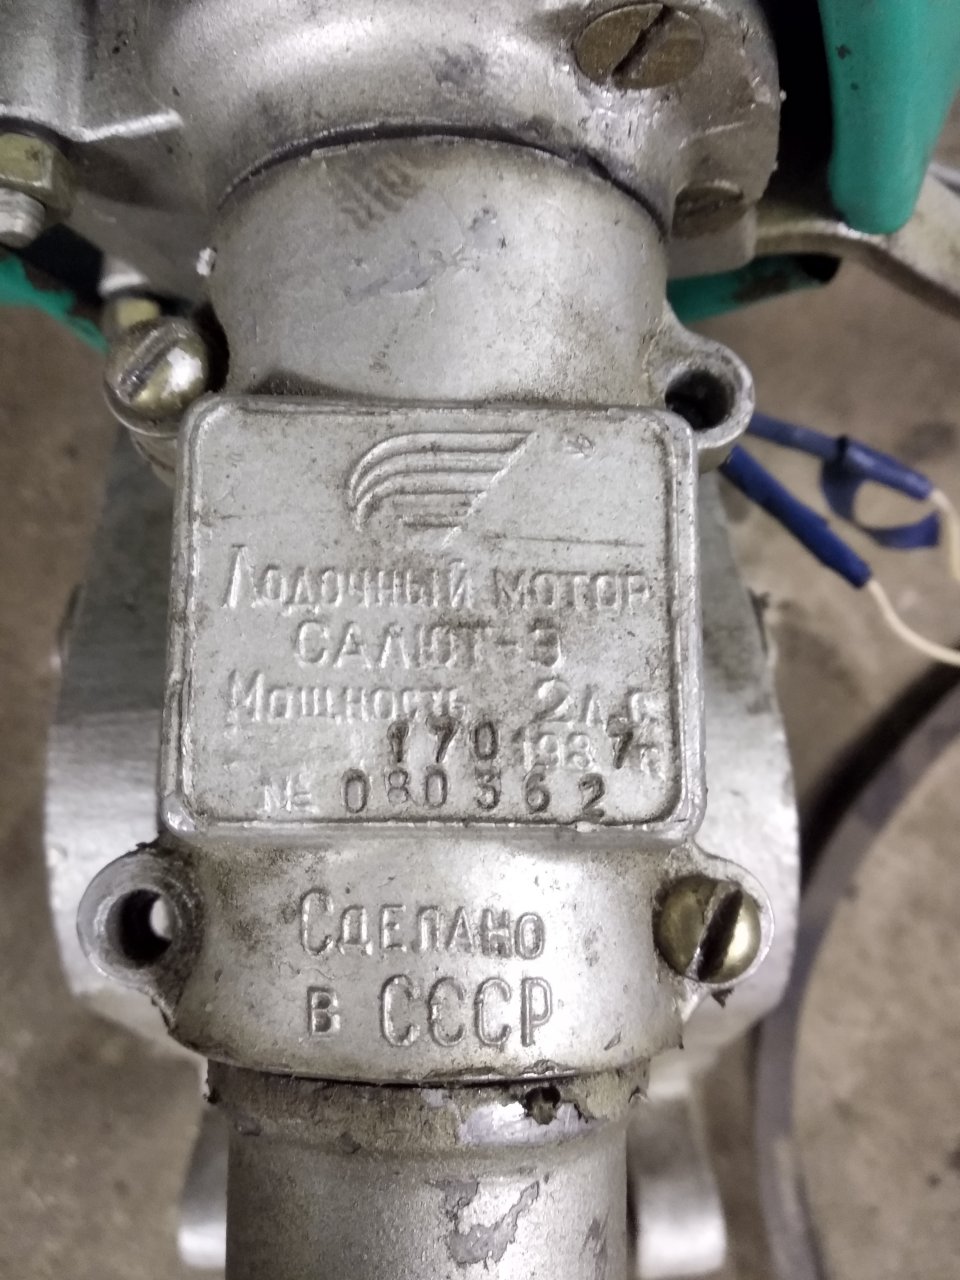 Лодочный мотор
САЛЮТ-Э
Мощность 2 л.с.
170 1987г
№ 080362
Сделано
в СССР